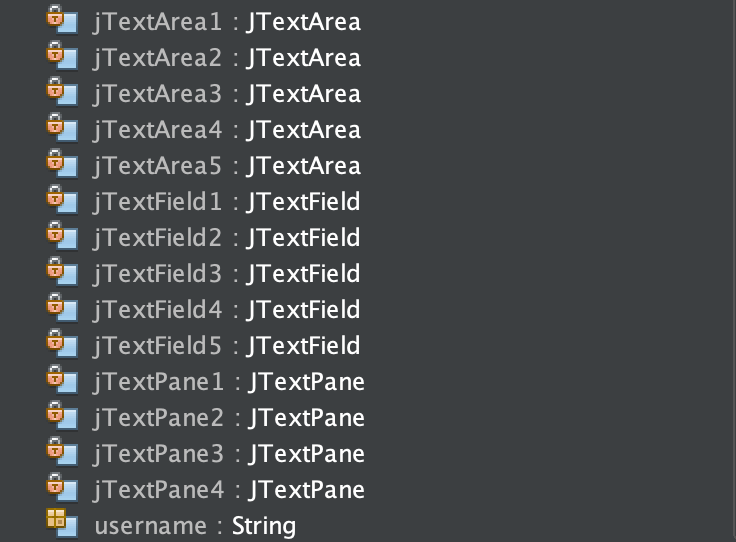 jTextArea1 : JTextArea
jTextArea2 : JTextArea
jTextArea3 : JTextArea
jTextArea4 : JTextArea
jTextArea5 : JTextArea
jTextField1 : JTextField
jTextField2 : JTextField
jTextField3 : JTextField
jTextField4 : JTextField
jTextField5 : JTextField
jTextPane1 : JTextPane
jTextPane2 : JTextPane
jTextPane3 : JTextPane
jTextPane4 : JTextPane
username : String